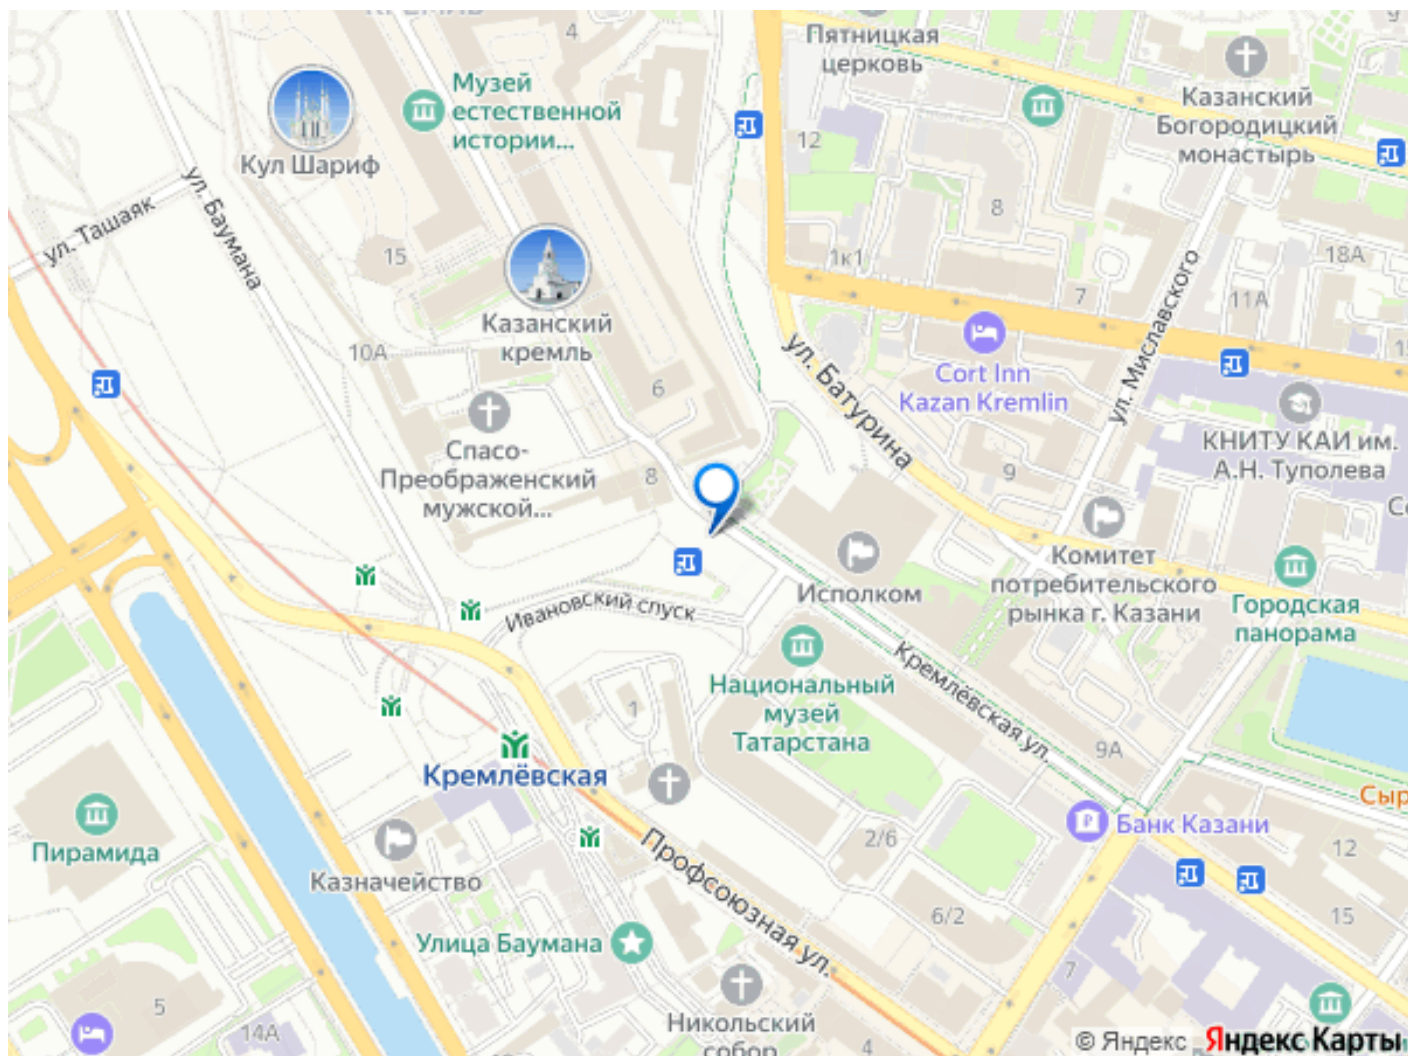 4
Пятницкая
церковь
9
Музей
естественной
истории...
Казанский
Богородицкий
монастырь
Кул Шариф
12
ул. Ташаяк
ул. Баумана
8
15
1к1
18А
7
11А
Казанский
кремль
10А
6
ул. Батурина
Cort Inn
Kazan Kremlin
ул. Миславского
Спасо-
Преображенский
мужской...
8
9
КНИТУ КАИ им.
А.Н. Туполева
Комитет
потребительского
рынка г. Казани
Исполком
Ивановский спуск
Городская
панорама
Национальный
музей
Татарстана
Кремлёвская ул.
1
9А
Кремлёвская
Сыр
Пирамида
Казначейство
Профсоюзная ул.
2/6
Банк Казани
12
6/2
15
Улица Баумана
7
5
14А
Никольский
собор
4
© Яндекс Яндекс Карты